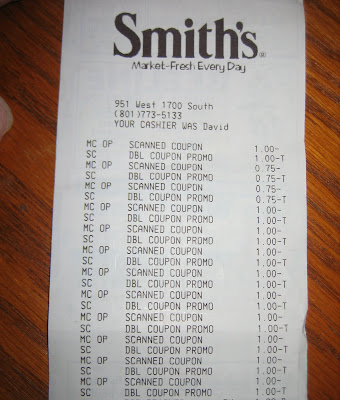 Smith's
Market-Fresh Every Day
951 West 1700 South
(801)773-5133
YOUR CASHIER WAS David
MC OP SCANNED COUPON 1.00-
SC DBL COUPON PROMO 1.00-T
MC OP SCANNED COUPON 0.75-
SC DBL COUPON PROMO 0.75-T
MC OP SCANNED COUPON 0.75-
SC DBL COUPON PROMO 0.75-T
MC OP SCANNED COUPON 1.00-
SC DBL COUPON PROMO 1.00-T
MC OP SCANNED COUPON 1.00-
SC DBL COUPON PROMO 1.00-T
MC OP SCANNED COUPON 1.00-
SC DBL COUPON PROMO 1.00-T
MC OP SCANNED COUPON 1.00-
SC DBL COUPON PROMO 1.00-T
MC OP SCANNED COUPON 1.00-
SC DBL COUPON PROMO 1.00-T
MC OP SCANNED COUPON 1.00-
SC DBL COUPON PROMO 1.00-T
MC OP SCANNED COUPON 1.00-
SC DBL COUPON PROMO 1.00-T
MC OP SCANNED COUPON 1.00-
SC DBL COUPON PROMO 1.00-T
MC OP SCANNED COUPON 1.00-